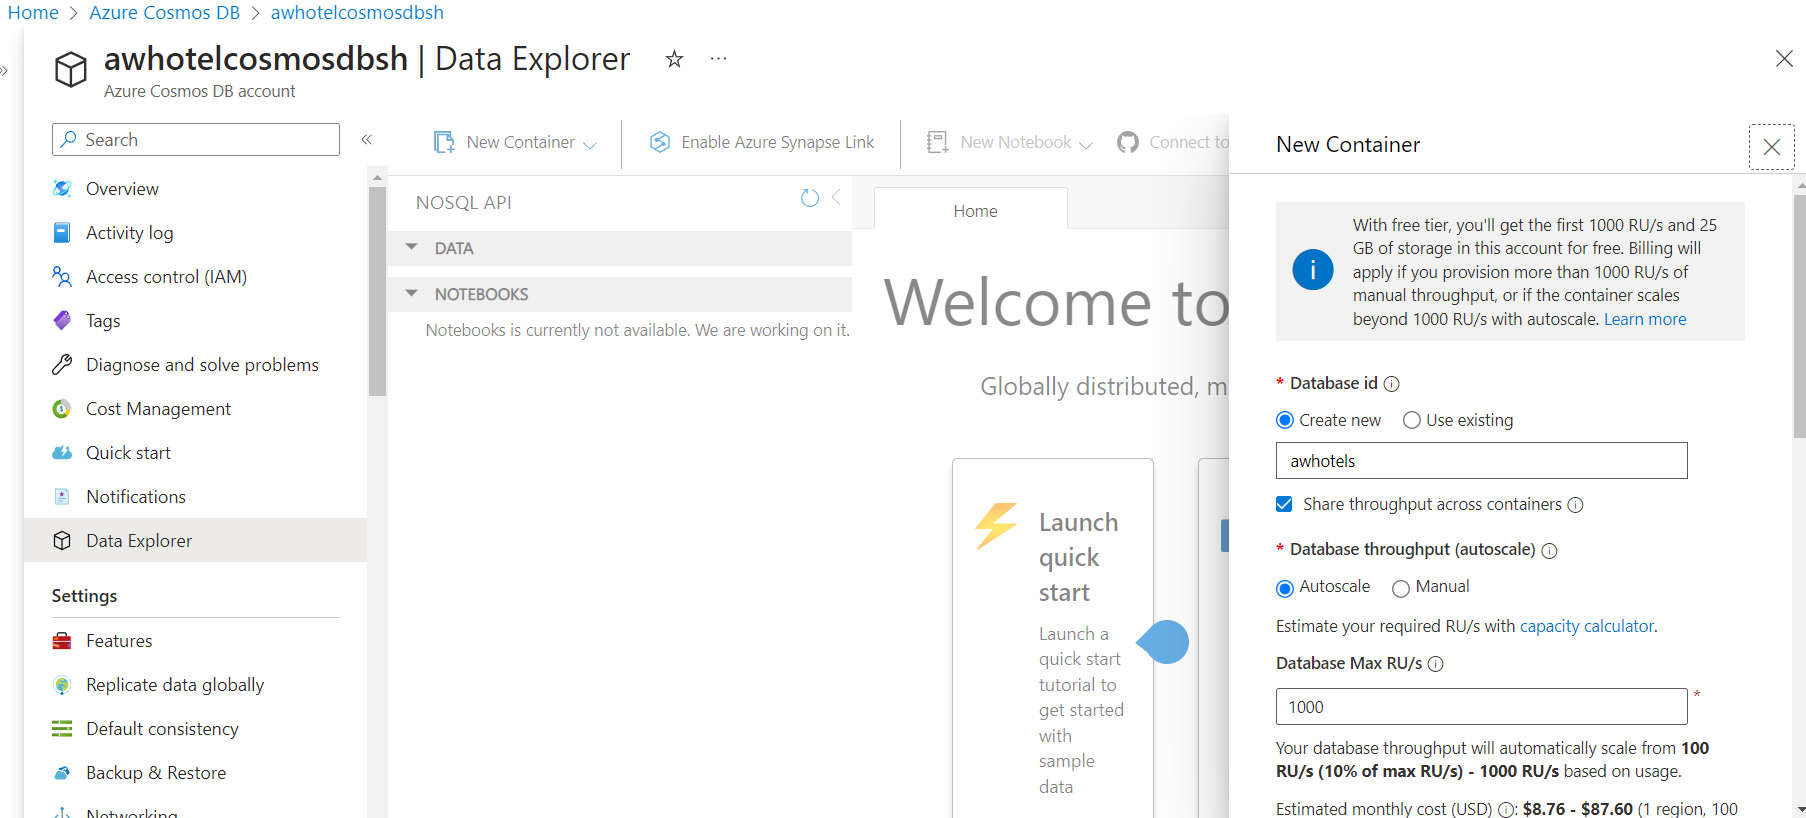 Home > Azure Cosmos DB > awhotelcosmosdbsh
awhotelcosmosdbsh | Data Explorer
Azure Cosmos DB account
Search
Overview
Activity log
Access control (IAM)
Tags
Diagnose and solve problems
Cost Management
Quick start
Notifications
Data Explorer
Settings
Features
Replicate data globally
Default consistency
Backup & Restore
Networking
New Container
Enable Azure Synapse Link
New Notebook
Connect to
NOSQL API
DATA
NOTEBOOKS
Notebooks is currently not available. We are working on it.
Home
Welcome to
Globally distributed, m
Launch
quick
start
Launch a
quick start
tutorial to
get started
with
sample
data
New Container
With free tier, you'll get the first 1000 RU/s and 25
GB of storage in this account for free. Billing will
apply if you provision more than 1000 RU/s of
manual throughput, or if the container scales
beyond 1000 RU/s with autoscale. Learn more
* Database id
Create new Use existing
awhotels
Share throughput across containers
* Database throughput (autoscale)
Autoscale Manual
Estimate your required RU/s with capacity calculator.
Database Max RU/s
1000 *
Your database throughput will automatically scale from 100
RU/s (10% of max RU/s) - 1000 RU/s based on usage.
Estimated monthly cost (USD) : $8.76 - $87.60 (1 region, 100